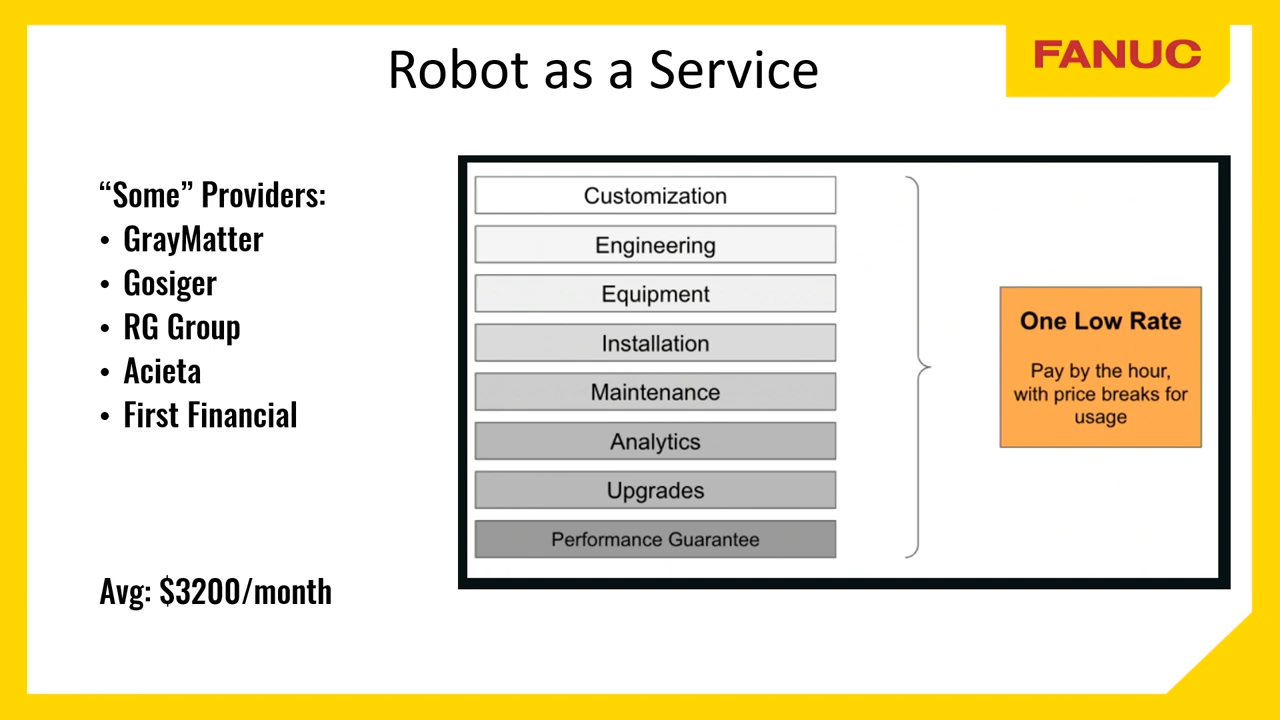 Robot as a Service
FANUC
“Some” Providers:
• GrayMatter
• Gosiger
• RG Group
• Acieta
• First Financial
Avg: $3200/month
Customization
Engineering
Equipment
Installation
Maintenance
Analytics
Upgrades
Performance Guarantee
One Low Rate
Pay by the hour,
with price breaks for
usage